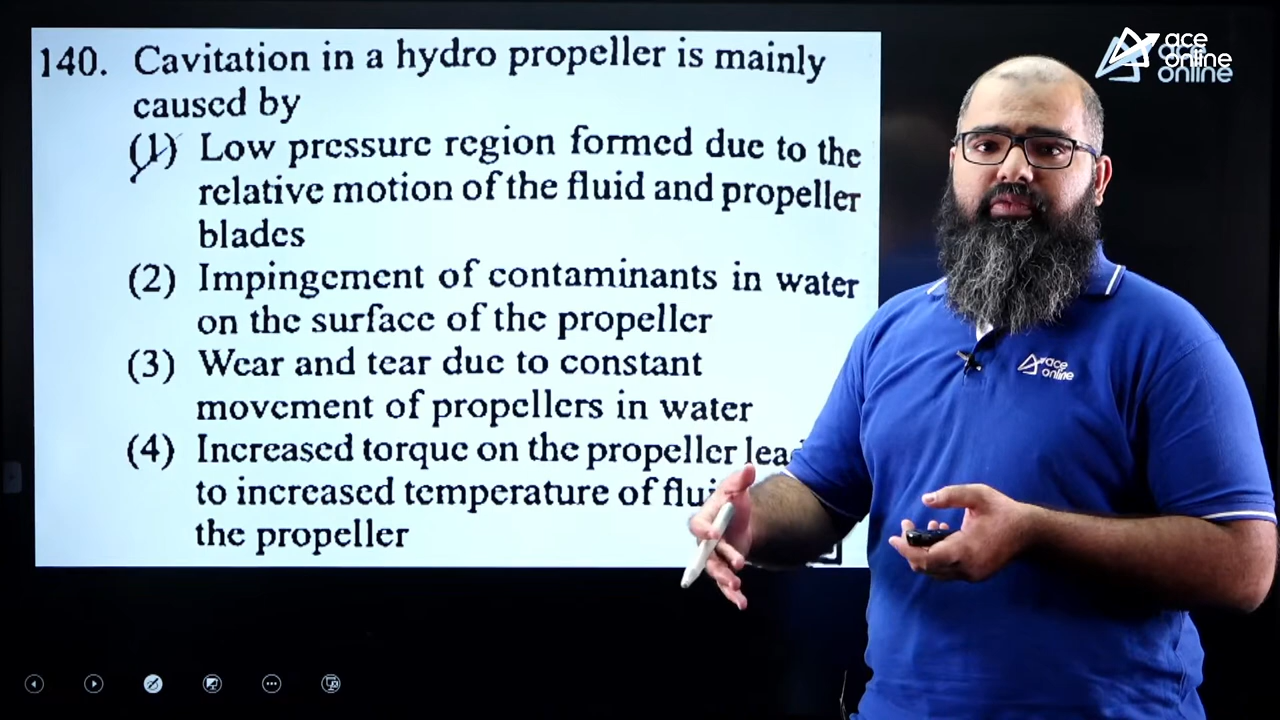 140. Cavitation in a hydro propeller is mainly
caused by
(1) Low pressure region formed due to the
relative motion of the fluid and propeller
blades
(2) Impingement of contaminants in water
on the surface of the propeller
(3) Wear and tear due to constant
movement of propellers in water
(4) Increased torque on the propeller
to increased temperature of
the propeller
ace
online
ace
online
ace
online